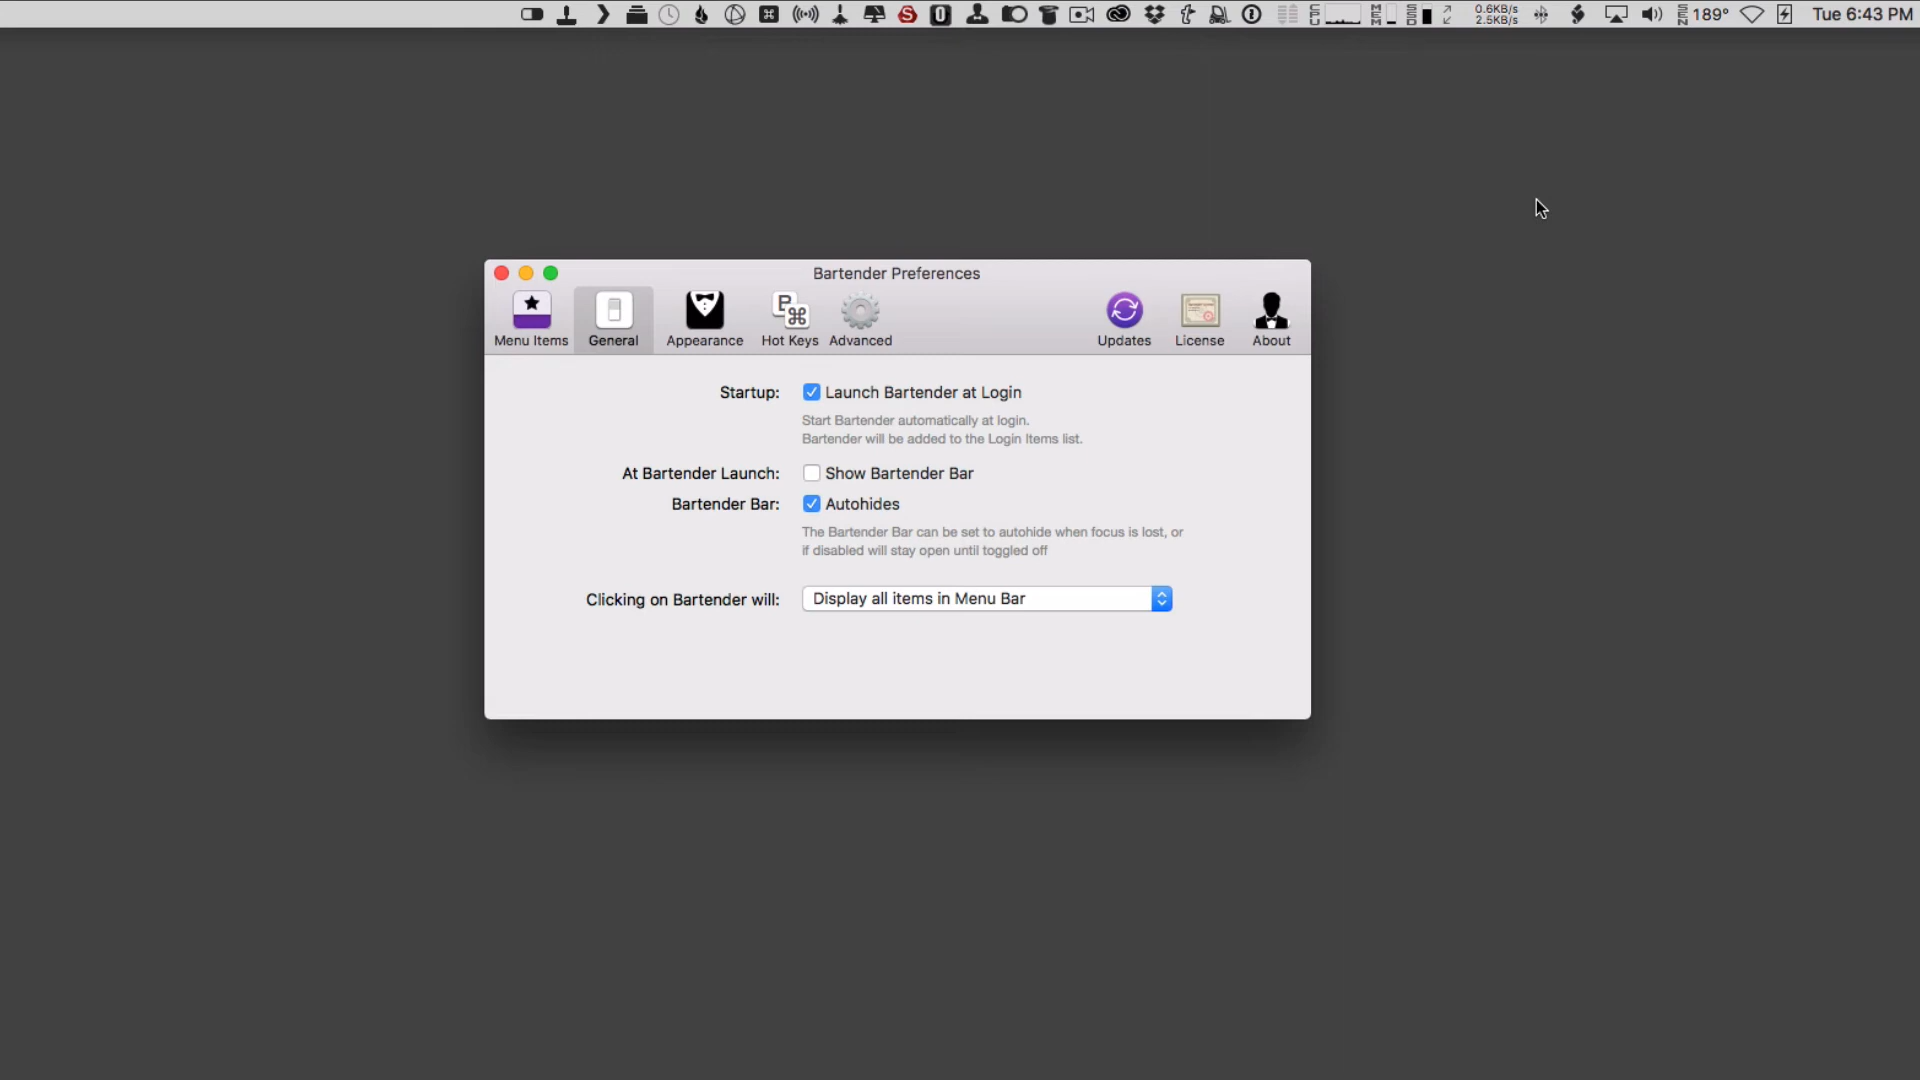 CPU MEM SSD 0.6KB/s 2.5KB/s SEN 189° Tue 6:43 PM
Bartender Preferences
Menu Items General Appearance Hot Keys Advanced Updates License About
Startup: Launch Bartender at Login
Start Bartender automatically at login.
Bartender will be added to the Login Items list.
At Bartender Launch: Show Bartender Bar
Bartender Bar: Autohides
The Bartender Bar can be set to autohide when focus is lost, or
if disabled will stay open until toggled off
Clicking on Bartender will: Display all items in Menu Bar